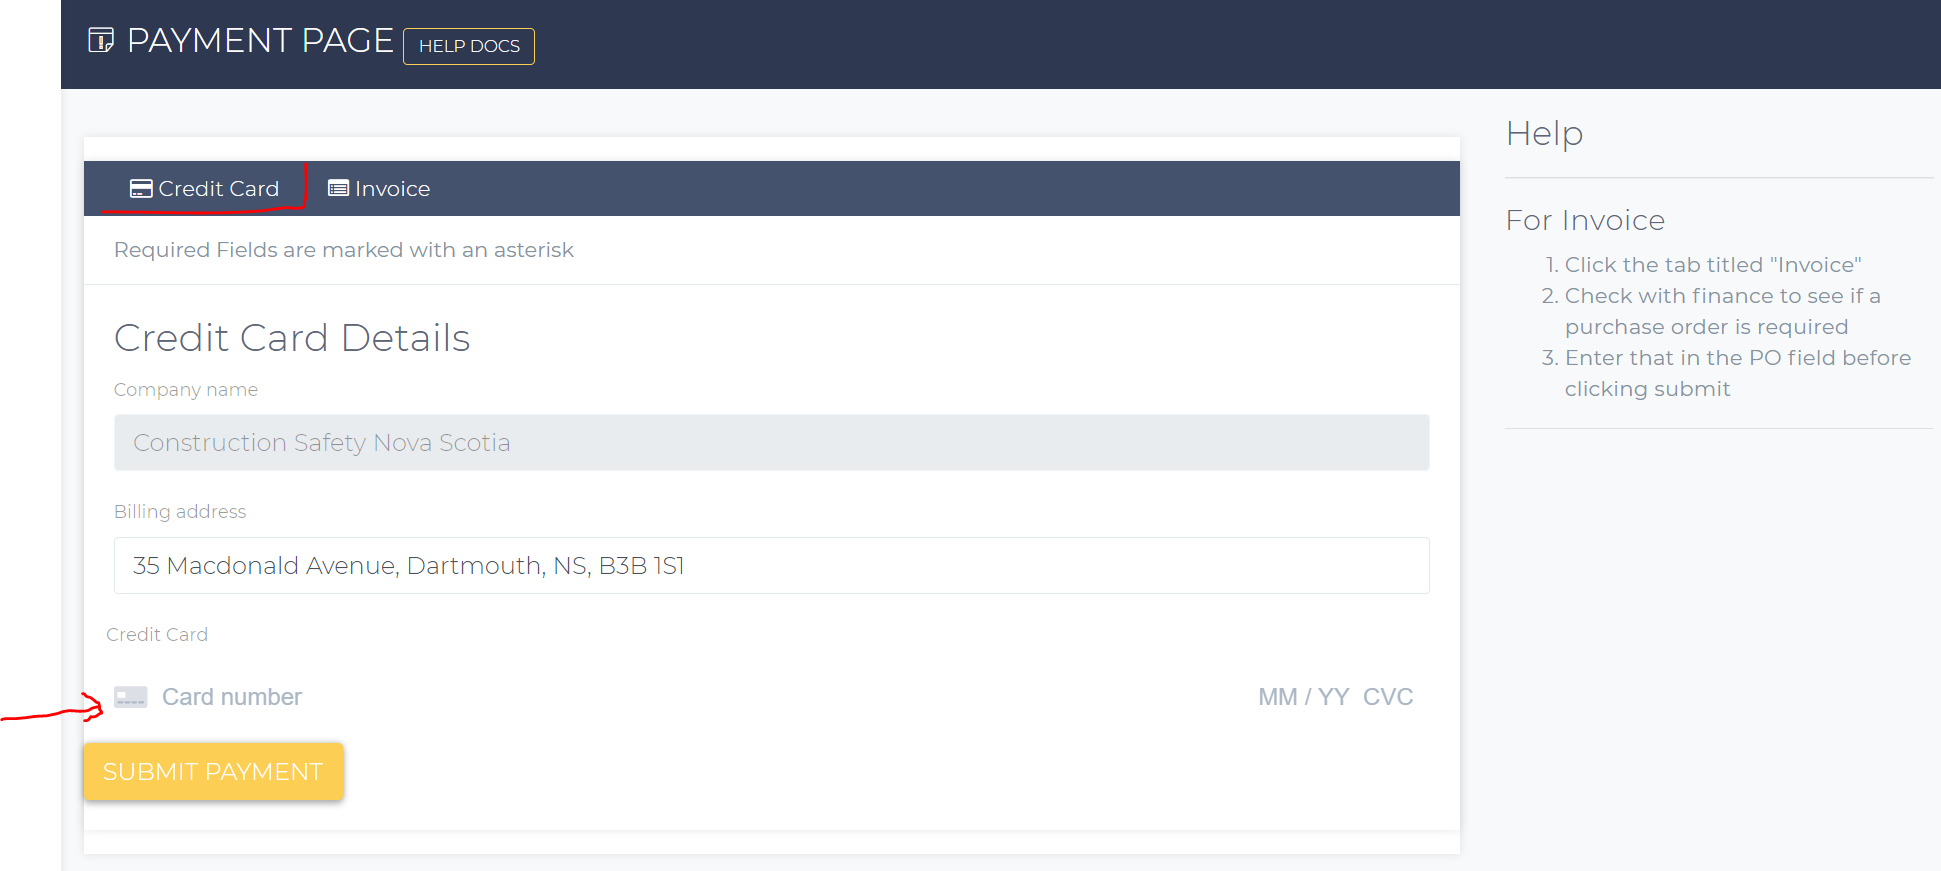 PAYMENT PAGE HELP DOCS
Credit Card Invoice
Required Fields are marked with an asterisk
Credit Card Details
Company name
Construction Safety Nova Scotia
Billing address
35 Macdonald Avenue, Dartmouth, NS, B3B 1S1
Credit Card
Card number MM / YY CVC
SUBMIT PAYMENT
Help
For Invoice
1. Click the tab titled "Invoice"
2. Check with finance to see if a
purchase order is required
3. Enter that in the PO field before
clicking submit